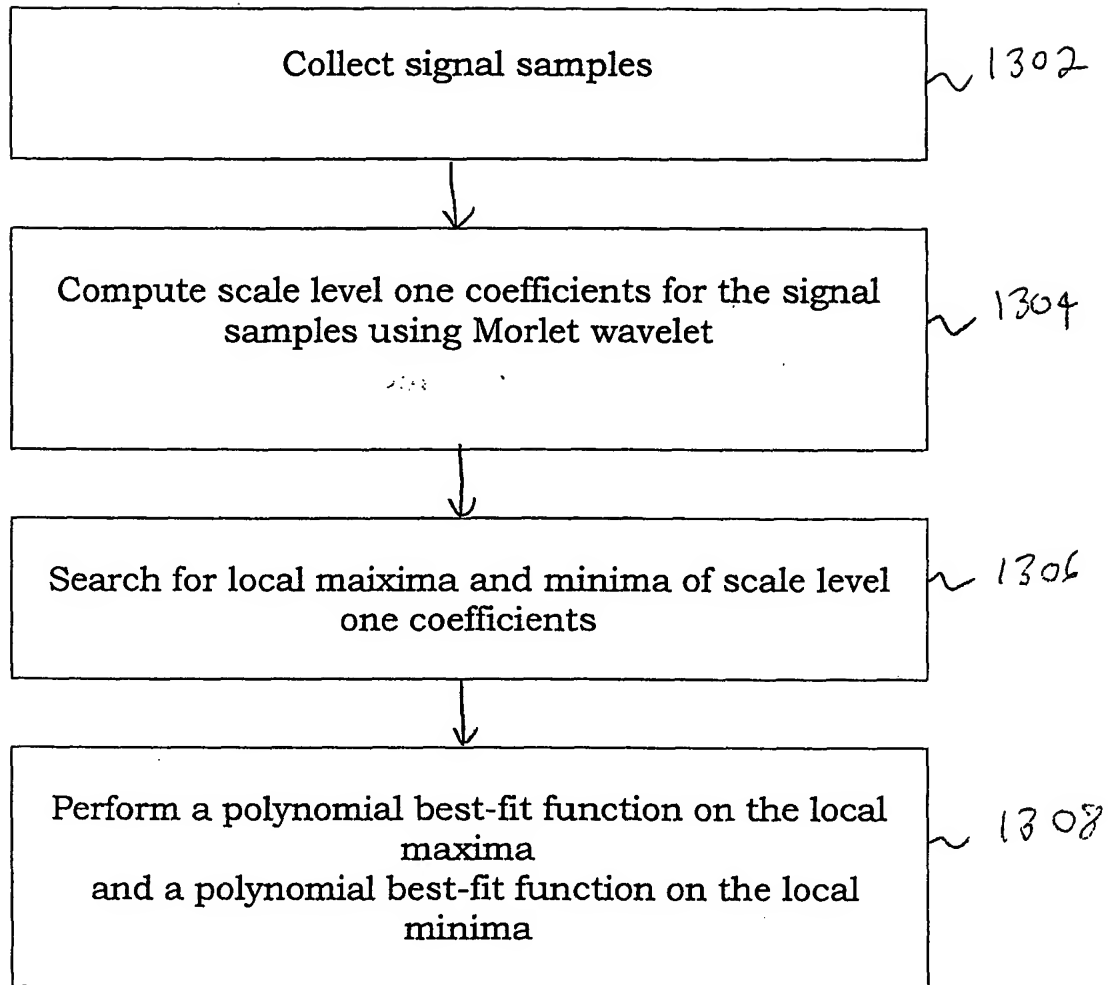 Collect signal samples
1302
Compute scale level one coefficients for the signal
samples using Morlet wavelet
1304
Search for local maixima and minima of scale level
one coefficients
1306
Perform a polynomial best-fit function on the local
maxima
and a polynomial best-fit function on the local
minima
1308